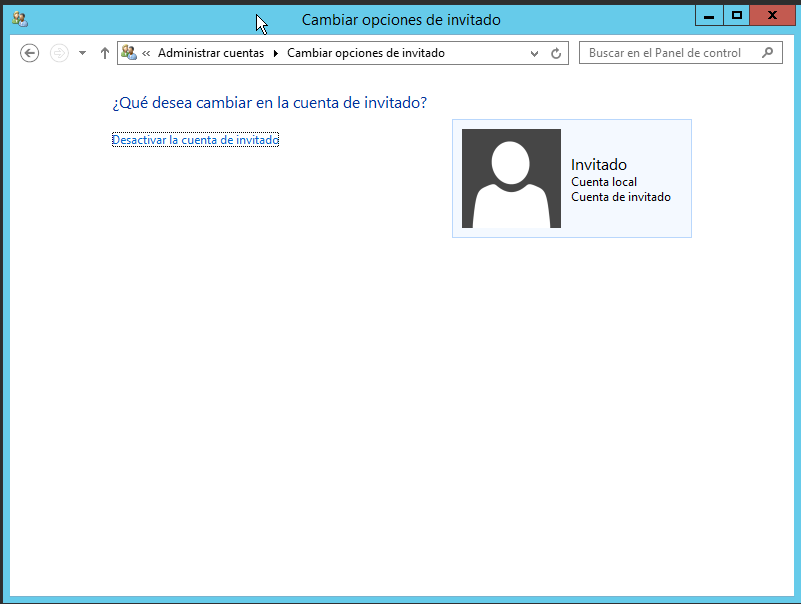 Cambiar opciones de invitado
« Administrar cuentas Cambiar opciones de invitado
Buscar en el Panel de control
¿Qué desea cambiar en la cuenta de invitado?
Desactivar la cuenta de invitado
Invitado
Cuenta local
Cuenta de invitado